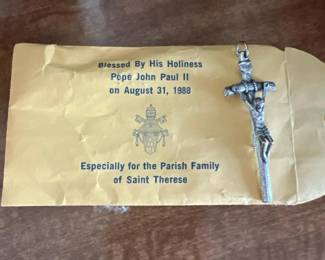 Blessed By His Holiness
Pope John Paul II
on August 31, 1988
Especially for the Parish Family
of Saint Therese